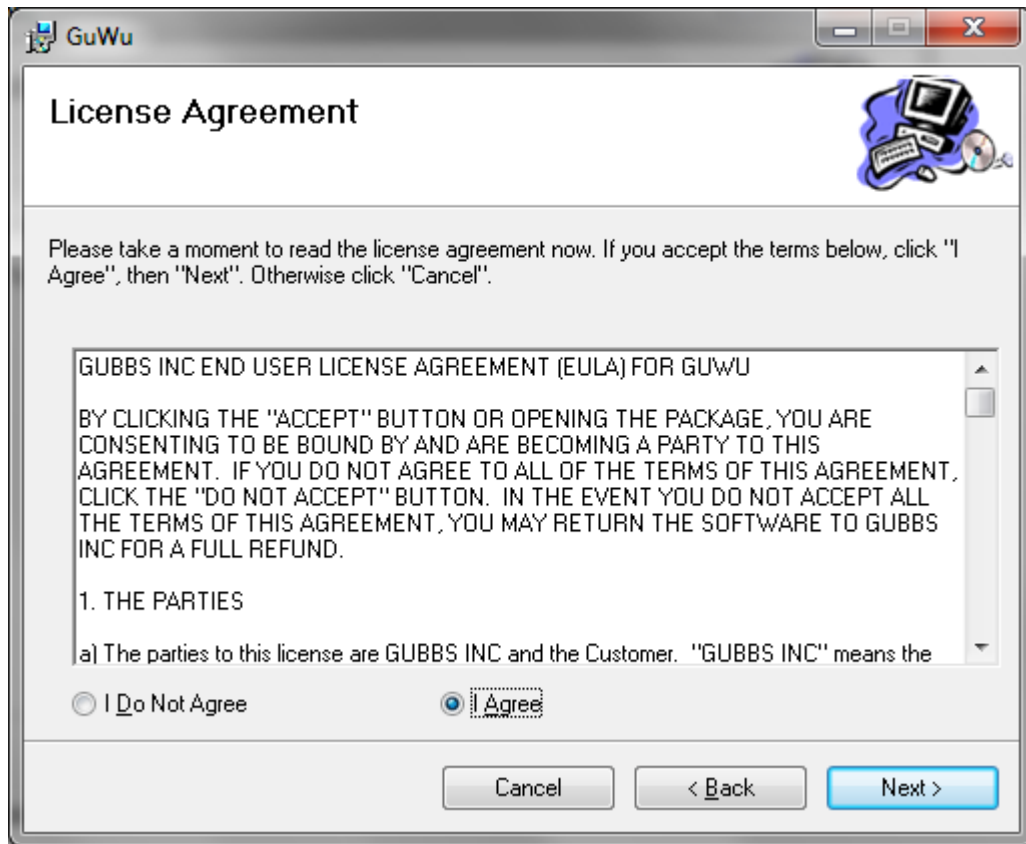 GuWu
License Agreement
Please take a moment to read the license agreement now. If you accept the terms below, click "I
Agree", then "Next". Otherwise click "Cancel".
GUBBS INC END USER LICENSE AGREEMENT (EULA) FOR GUWU
BY CLICKING THE "ACCEPT" BUTTON OR OPENING THE PACKAGE, YOU ARE
CONSENTING TO BE BOUND BY AND ARE BECOMING A PARTY TO THIS
AGREEMENT.  IF YOU DO NOT AGREE TO ALL OF THE TERMS OF THIS AGREEMENT,
CLICK THE "DO NOT ACCEPT" BUTTON.  IN THE EVENT YOU DO NOT ACCEPT ALL
THE TERMS OF THIS AGREEMENT, YOU MAY RETURN THE SOFTWARE TO GUBBS
INC FOR A FULL REFUND.
1. THE PARTIES
a) The parties to this license are GUBBS INC and the Customer.  "GUBBS INC" means the
I Do Not Agree
I Agree
Cancel
< Back
Next >